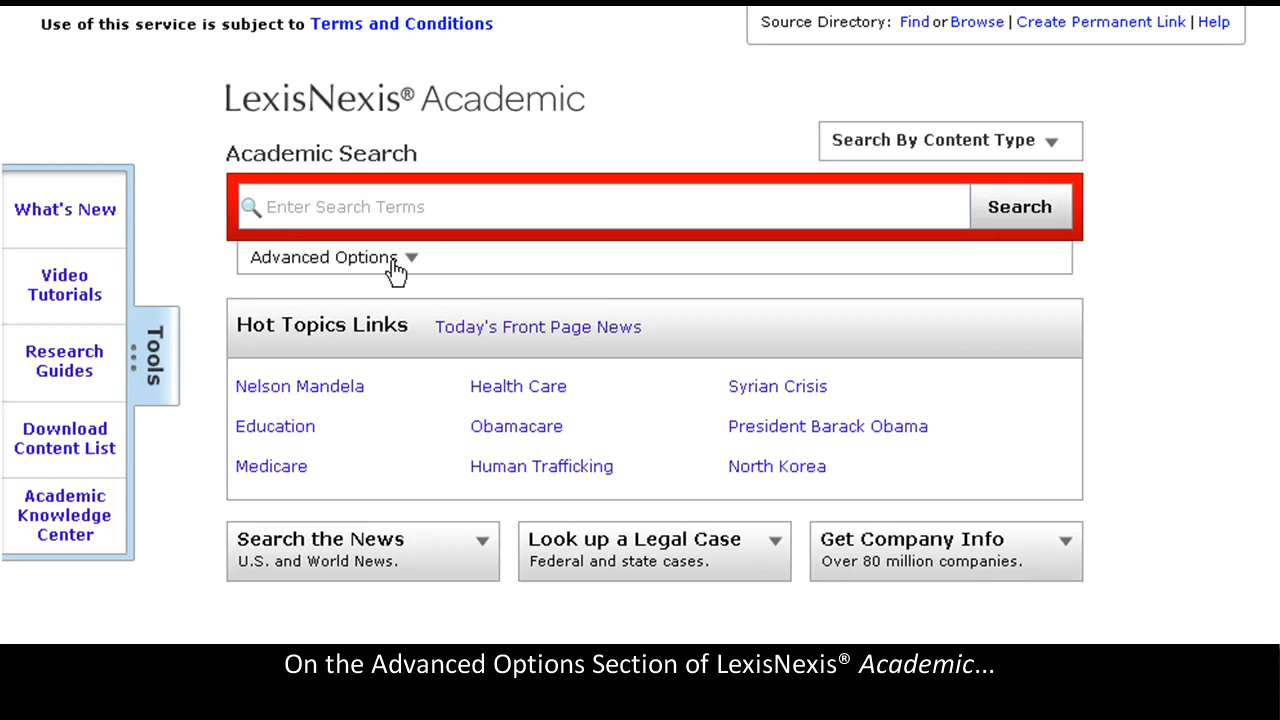 Use of this service is subject to Terms and Conditions
Source Directory: Find or Browse | Create Permanent Link | Help
LexisNexis® Academic
Search By Content Type
Academic Search
Enter Search Terms
Search
Advanced Options
What's New
Video
Tutorials
Research
Guides
Download
Content List
Academic
Knowledge
Center
Tools
Hot Topics Links Today's Front Page News
Nelson Mandela Health Care Syrian Crisis
Education Obamacare President Barack Obama
Medicare Human Trafficking North Korea
Search the News
U.S. and World News.
Look up a Legal Case
Federal and state cases.
Get Company Info
Over 80 million companies.
On the Advanced Options Section of LexisNexis® Academic...